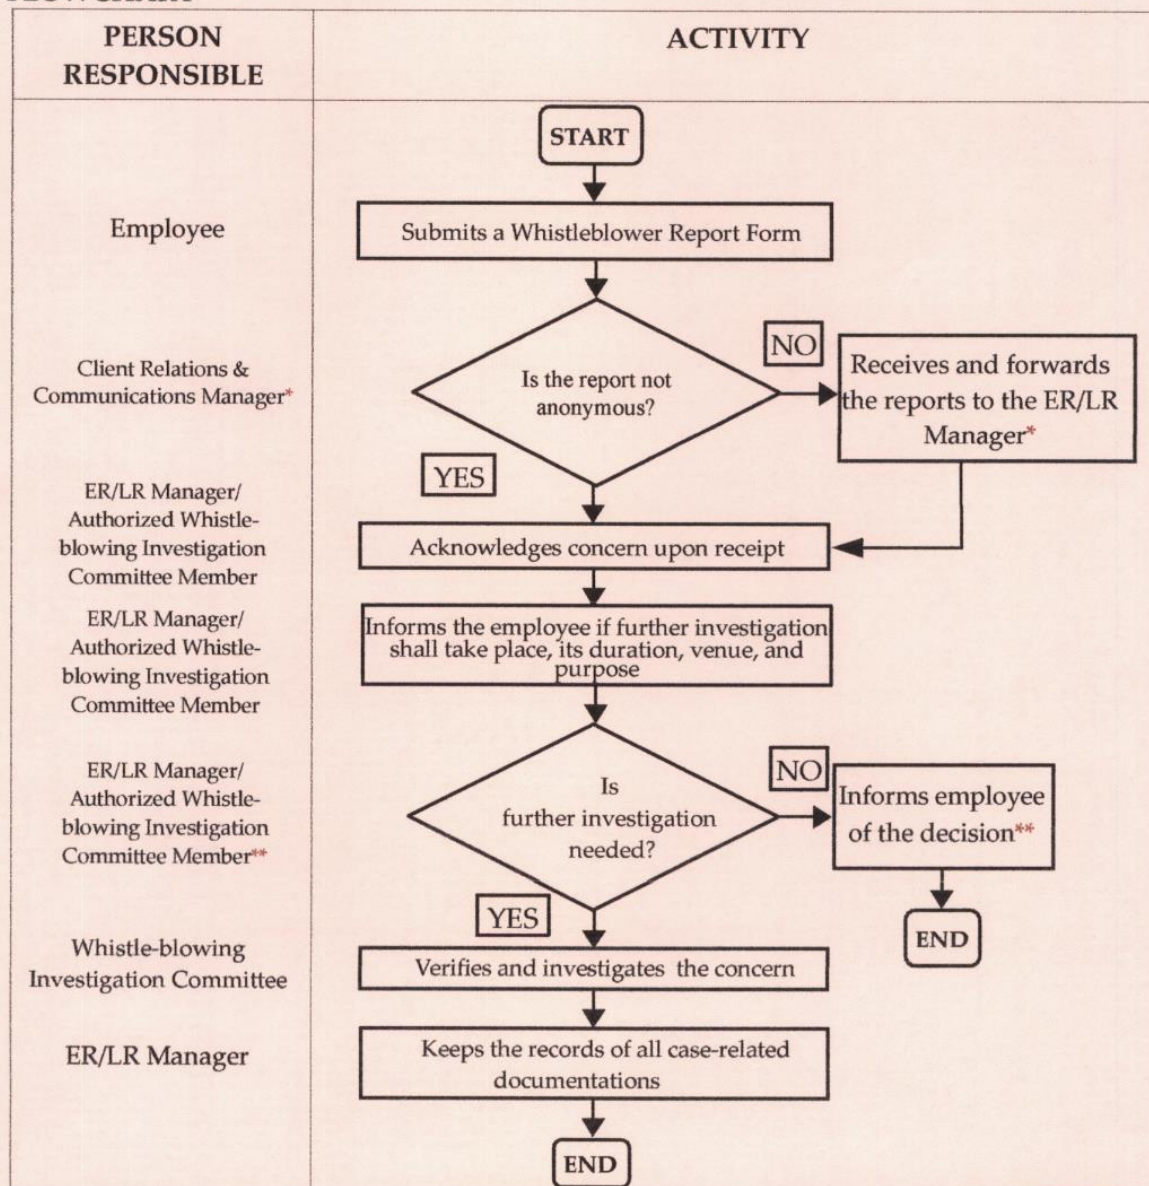 PERSON
RESPONSIBLE
ACTIVITY
START
Employee
Submits a Whistleblower Report Form
Client Relations &
Communications Manager*
Is the report not
anonymous?
NO
Receives and forwards
the reports to the ER/LR
Manager*
YES
ER/LR Manager/
Authorized Whistle-
blowing Investigation
Committee Member
Acknowledges concern upon receipt
ER/LR Manager/
Authorized Whistle-
blowing Investigation
Committee Member
Informs the employee if further investigation
shall take place, its duration, venue, and
purpose
ER/LR Manager/
Authorized Whistle-
blowing Investigation
Committee Member**
Is
further investigation
needed?
NO
Informs employee
of the decision**
END
YES
Whistle-blowing
Investigation Committee
Verifies and investigates the concern
ER/LR Manager
Keeps the records of all case-related
documentations
END